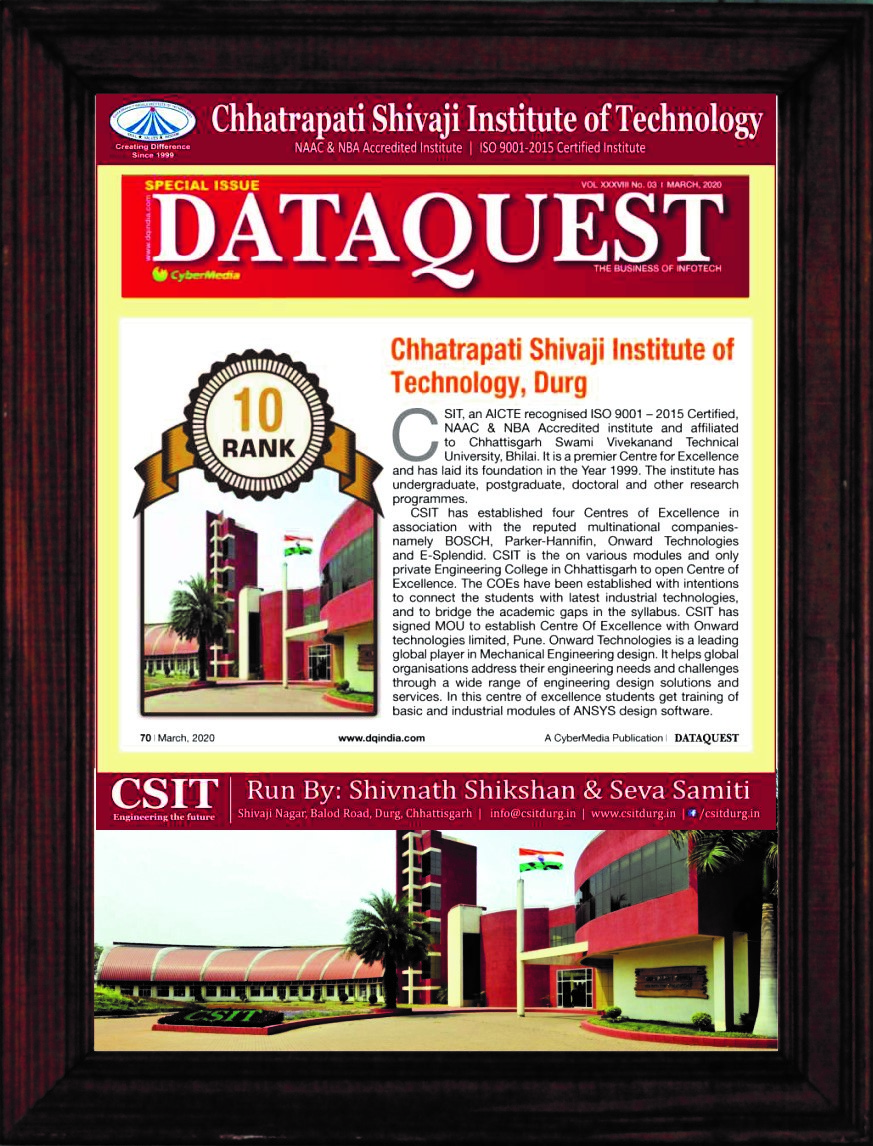 Chhatrapati Shivaji Institute of Technology
Creating Difference
Since 1999
NAAC & NBA Accredited Institute | ISO 9001-2015 Certified Institute
SPECIAL ISSUE
VOL XXXVIII No. 03 | MARCH, 2020
www.dqindia.com
DATAQUEST
CyberMedia
THE BUSINESS OF INFOTECH
10
RANK
Chhatrapati Shivaji Institute of
Technology, Durg
CSIT, an AICTE recognised ISO 9001 – 2015 Certified,
NAAC & NBA Accredited institute and affiliated
to Chhattisgarh Swami Vivekanand Technical
University, Bhilai. It is a premier Centre for Excellence
and has laid its foundation in the Year 1999. The institute has
undergraduate, postgraduate, doctoral and other research
programmes.
CSIT has established four Centres of Excellence in
association with the reputed multinational companies-
namely BOSCH, Parker-Hannifin, Onward Technologies
and E-Splendid. CSIT is the on various modules and only
private Engineering College in Chhattisgarh to open Centre of
Excellence. The COEs have been established with intentions
to connect the students with latest industrial technologies,
and to bridge the academic gaps in the syllabus. CSIT has
signed MOU to establish Centre Of Excellence with Onward
technologies limited, Pune. Onward Technologies is a leading
global player in Mechanical Engineering design. It helps global
organisations address their engineering needs and challenges
through a wide range of engineering design solutions and
services. In this centre of excellence students get training of
basic and industrial modules of ANSYS design software.
70 | March, 2020
www.dqindia.com
A CyberMedia Publication | DATAQUEST
CSIT
Engineering the future
Run By: Shivnath Shikshan & Seva Samiti
Shivaji Nagar, Balod Road, Durg, Chhattisgarh | info@csitdurg.in | www.csitdurg.in | f /csitdurg.in
CSIT